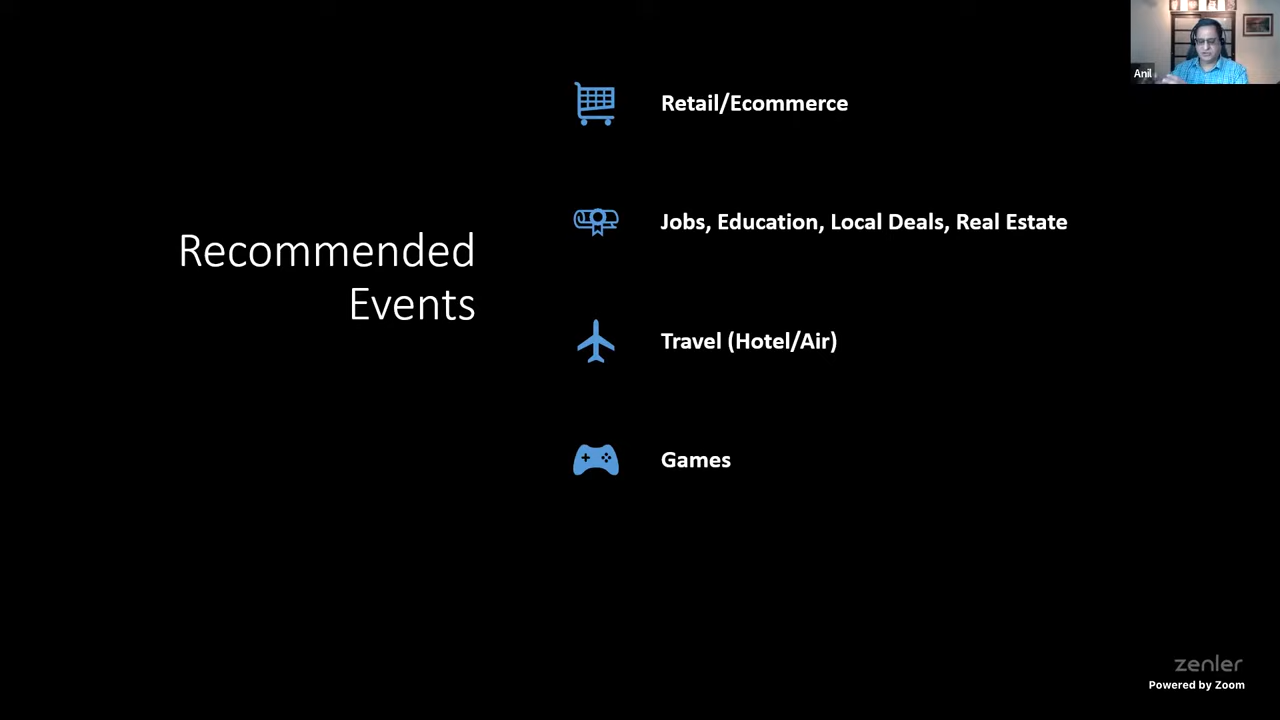 Anil
Retail/Ecommerce
Jobs, Education, Local Deals, Real Estate
Recommended
Events
Travel (Hotel/Air)
Games
zenler
Powered by Zoom